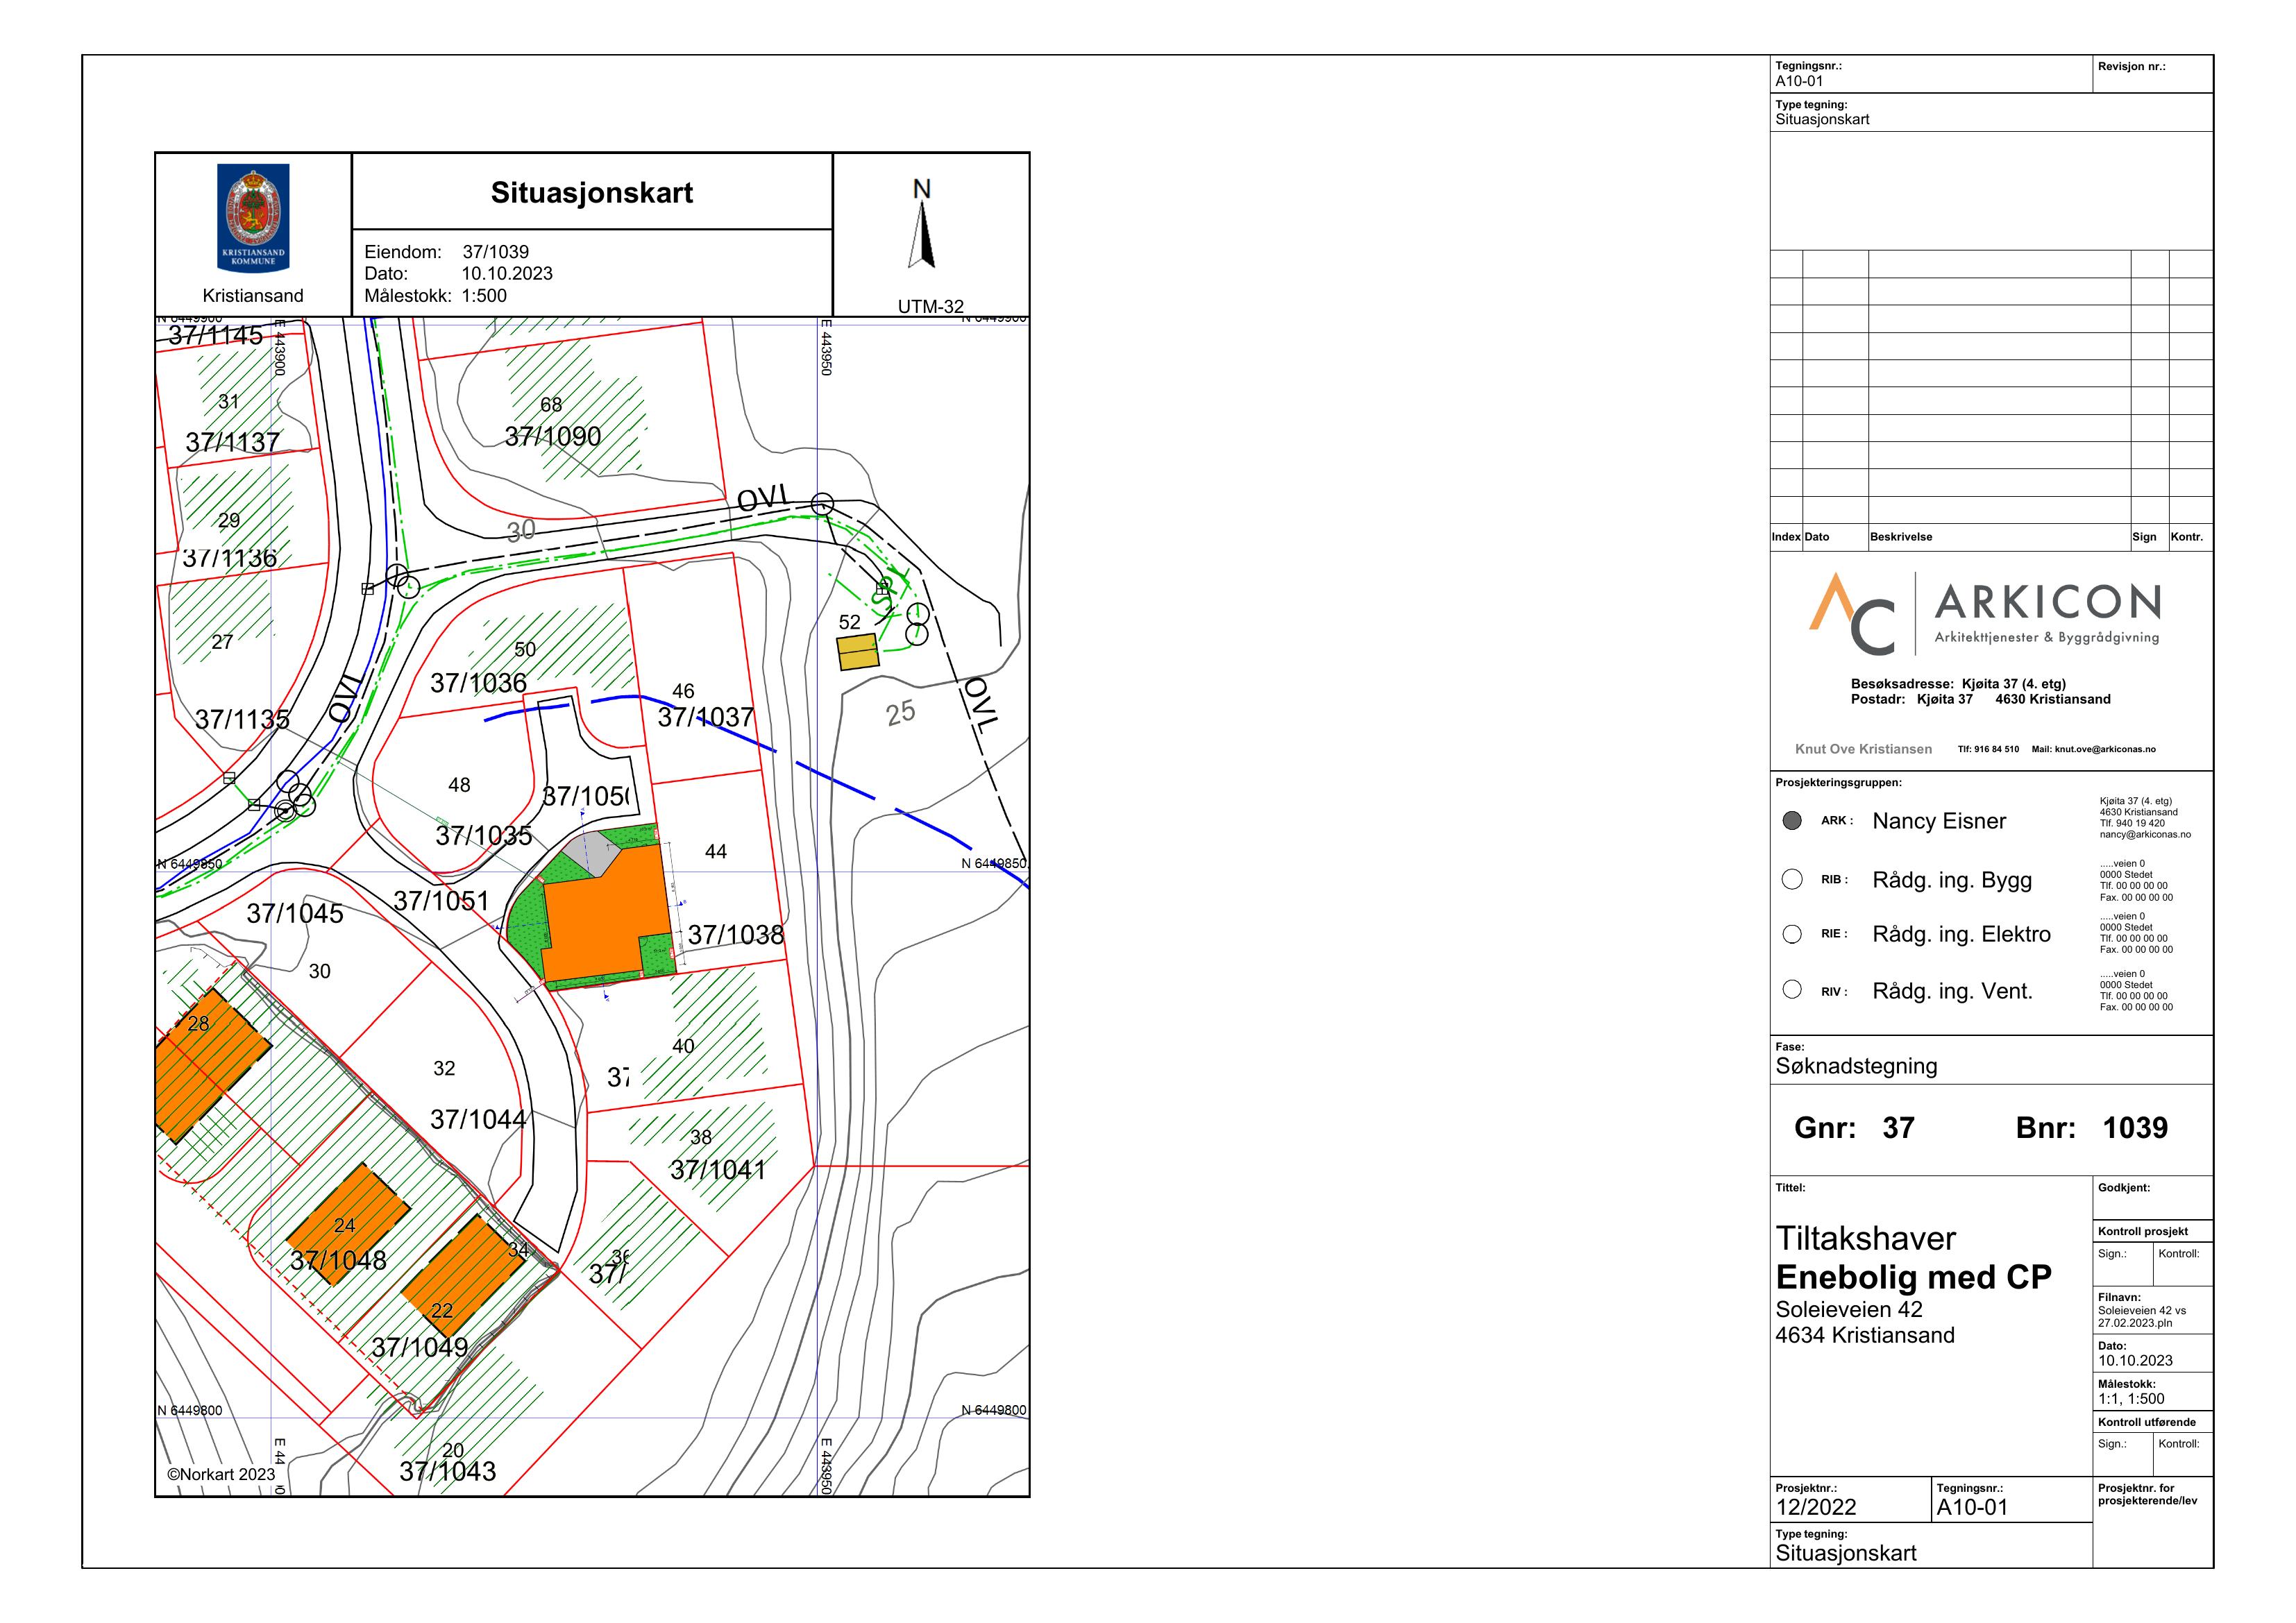 Tegningsnr.:
A10-01
Revisjon nr.:
Type tegning:
Situasjonskart
KRISTIANSAND
KOMMUNE
Kristiansand
Situasjonskart
Eiendom: 37/1039
Dato: 10.10.2023
Målestokk: 1:500
N
UTM-32
E 443900
E 443950
37/1145
31
37/1137
68
37/1090
OVL
30
29
37/1136
27
37/1135
OVL
50
37/1036
46
37/1037
52
25
OVL
48
37/1035
44
N 6449850
N 6449850
37/1051
37/1045
37/1038
30
28
32
40
37/1044
38
37/1041
24
37/1048
34
22
37/1049
N 6449800
N 6449800
20
37/1043
E 443950
©Norkart 2023
Index Dato Beskrivelse Sign Kontr.
AC ARKICON
Arkitekttjenester & Byggrådgivning
Besøksadresse: Kjøita 37 (4. etg)
Postadr: Kjøita 37 4630 Kristiansand
Knut Ove Kristiansen Tlf: 916 84 510 Mail: knut.ove@arkiconas.no
Prosjekteringsgruppen:
ARK : Nancy Eisner
Kjøita 37 (4. etg)
4630 Kristiansand
Tlf. 940 19 420
nancy@arkiconas.no
RIB : Rådg. ing. Bygg
.....veien 0
0000 Stedet
Tlf. 00 00 00 00
Fax. 00 00 00 00
RIE : Rådg. ing. Elektro
.....veien 0
0000 Stedet
Tlf. 00 00 00 00
Fax. 00 00 00 00
RIV : Rådg. ing. Vent.
.....veien 0
0000 Stedet
Tlf. 00 00 00 00
Fax. 00 00 00 00
Fase:
Søknadstegning
Gnr: 37 Bnr: 1039
Tittel:
Tiltakshaver
Enebolig med CP
Soleieveien 42
4634 Kristiansand
Godkjent:
Kontroll prosjekt
Sign.: Kontroll:
Filnavn:
Soleieveien 42 vs
27.02.2023.pln
Dato:
10.10.2023
Målestokk:
1:1, 1:500
Kontroll utførende
Sign.: Kontroll:
Prosjektnr.:
12/2022
Tegningsnr.:
A10-01
Prosjektnr. for
prosjekterende/lev
Type tegning:
Situasjonskart